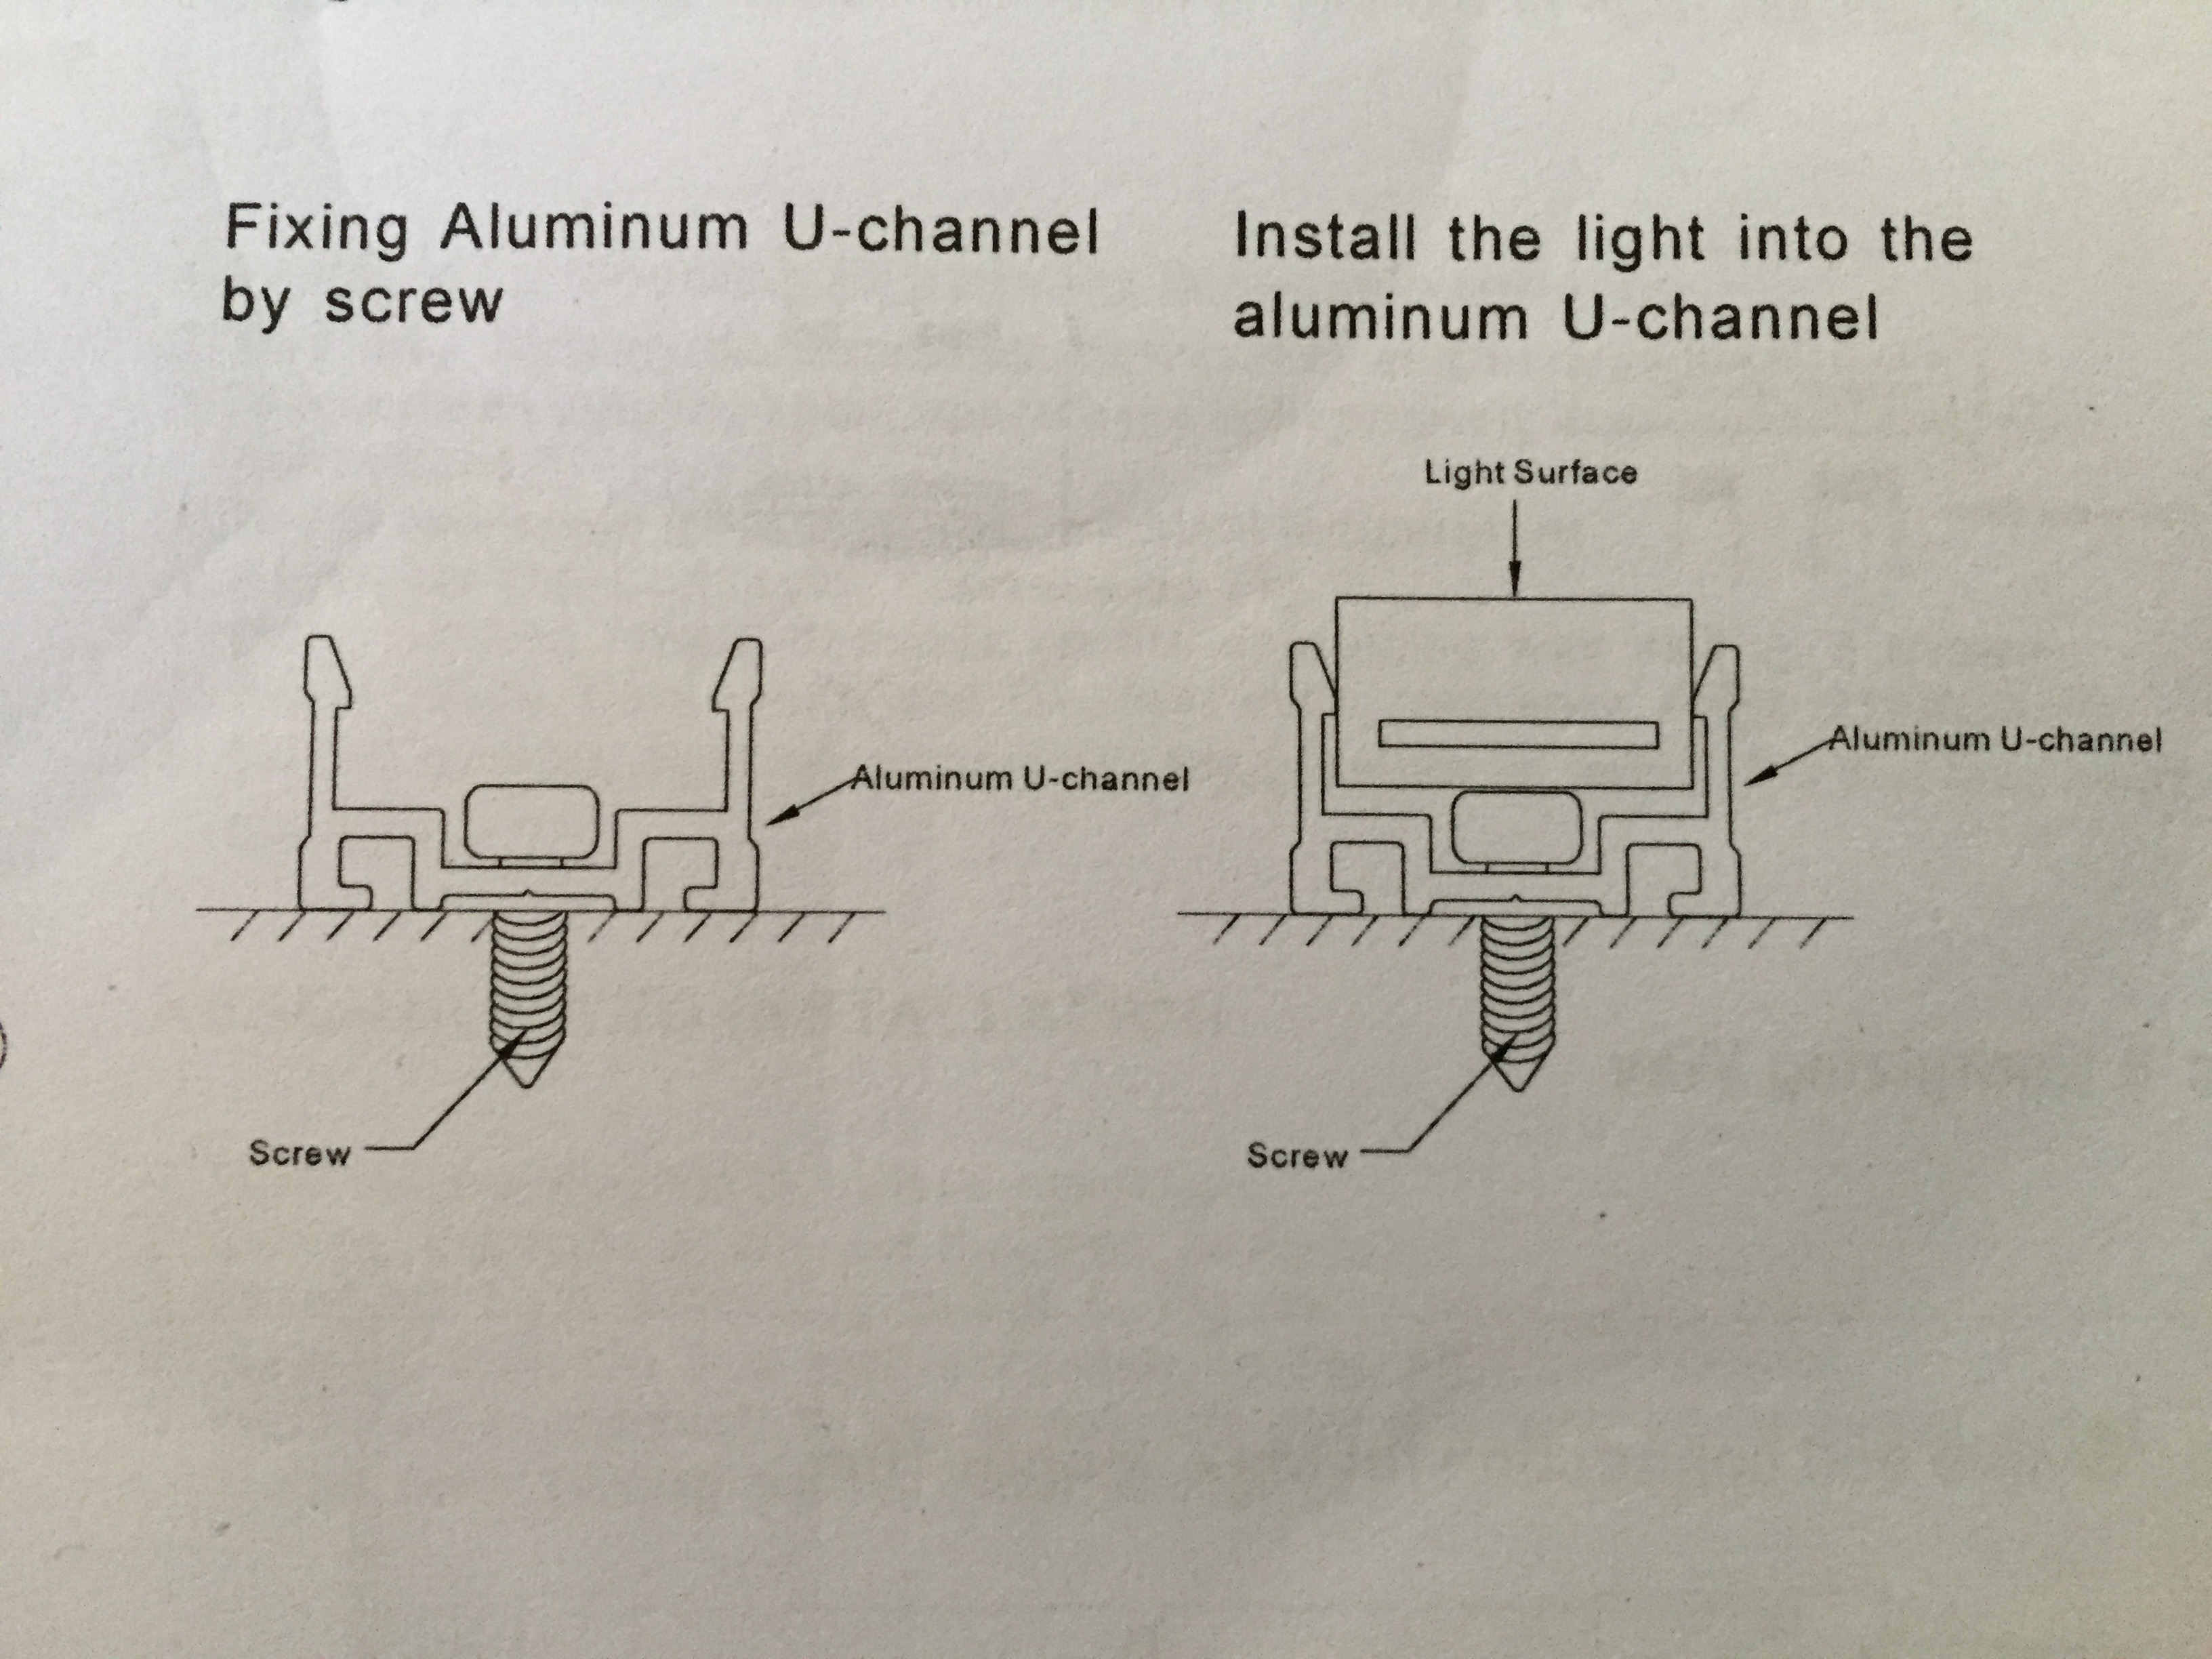 Fixing Aluminum U-channel
by screw
Screw
Aluminum U-channel
Install the light into the
aluminum U-channel
Light Surface
Screw
Aluminum U-channel